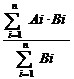 n
∑ Ai · Bi
i=1
n
∑ Bi
i=1